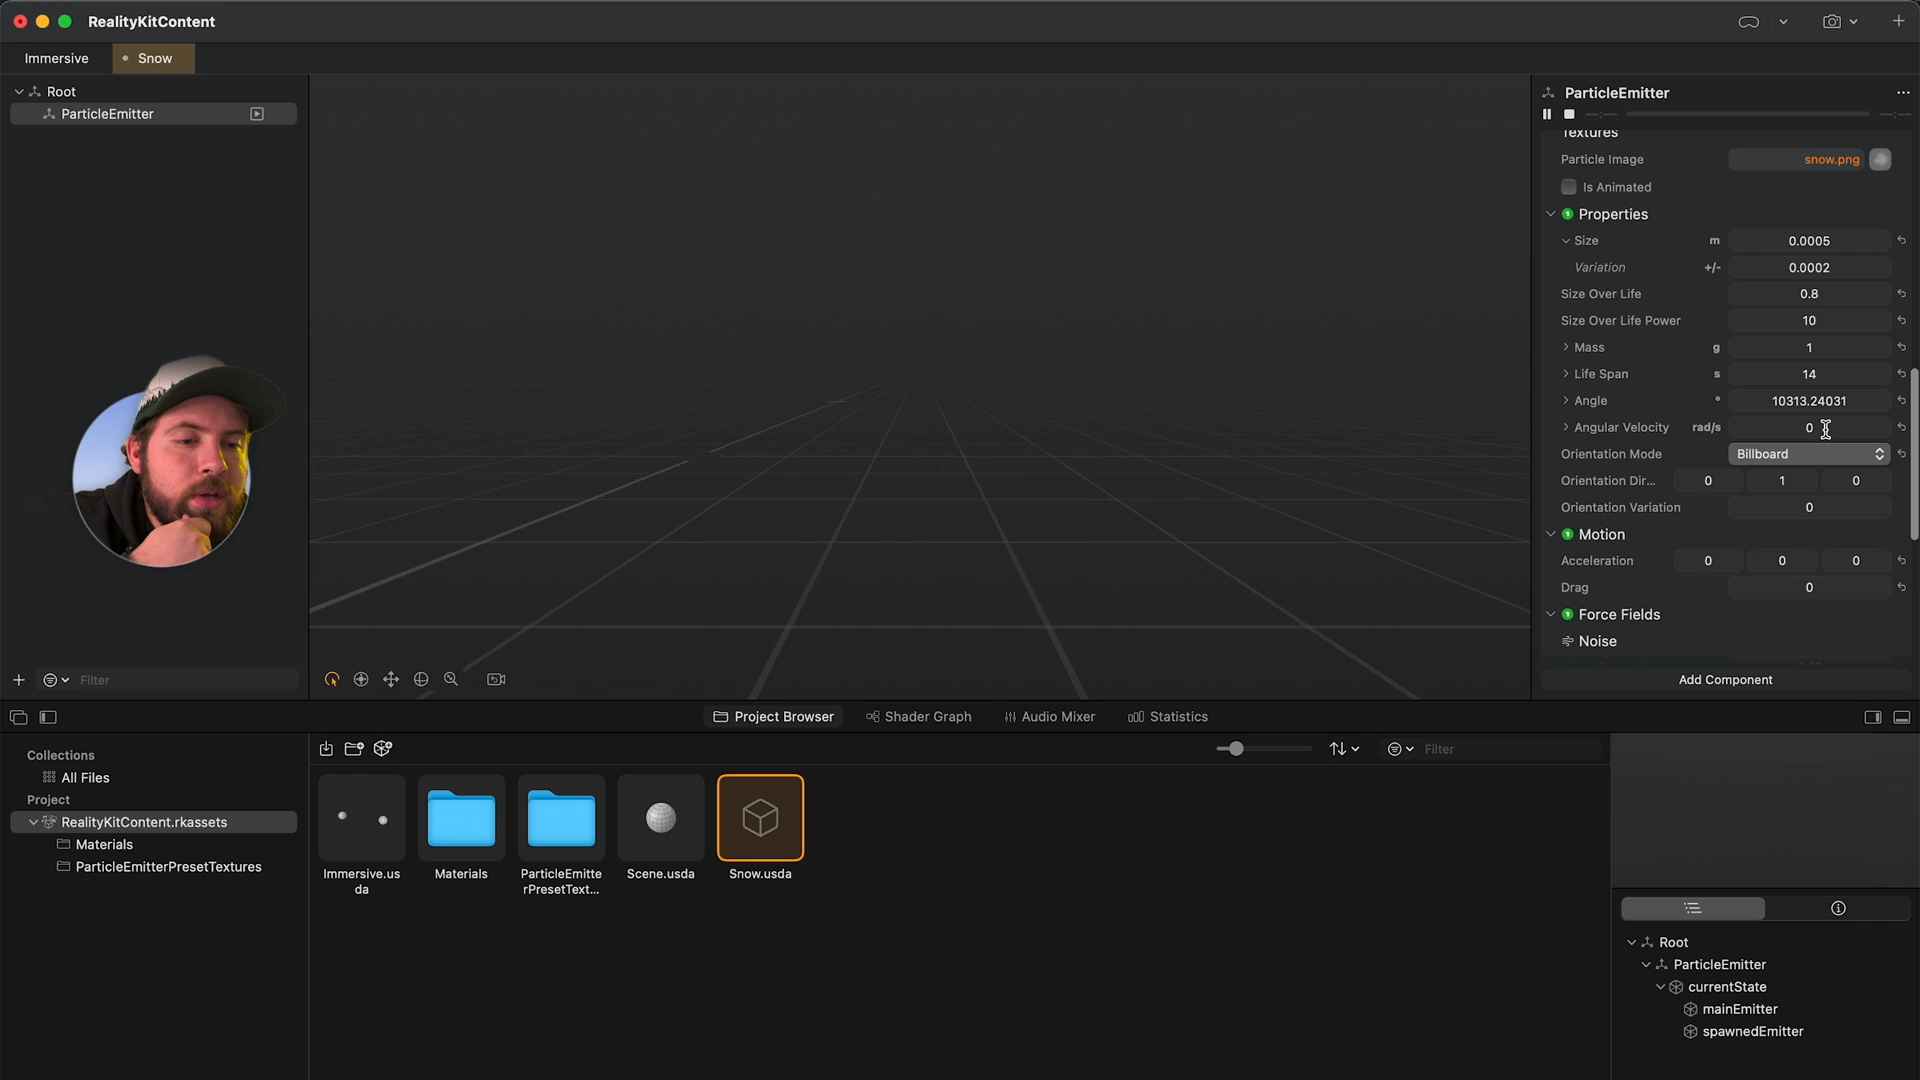 RealityKitContent
Immersive
Snow
Root
ParticleEmitter
Filter
ParticleEmitter
Textures
Particle Image snow.png
Is Animated
Properties
Size m 0.0005
Variation +/- 0.0002
Size Over Life 0.8
Size Over Life Power 10
Mass g 1
Life Span s 14
Angle ° 10313.24031
Angular Velocity rad/s 0
Orientation Mode Billboard
Orientation Dir... 0 1 0
Orientation Variation 0
Motion
Acceleration 0 0 0
Drag 0
Force Fields
Noise
Add Component
Project Browser
Shader Graph
Audio Mixer
Statistics
Collections
All Files
Project
RealityKitContent.rkassets
Materials
ParticleEmitterPresetTextures
Filter
Immersive.us
da
Materials
ParticleEmitte
rPresetText...
Scene.usda
Snow.usda
Root
ParticleEmitter
currentState
mainEmitter
spawnedEmitter